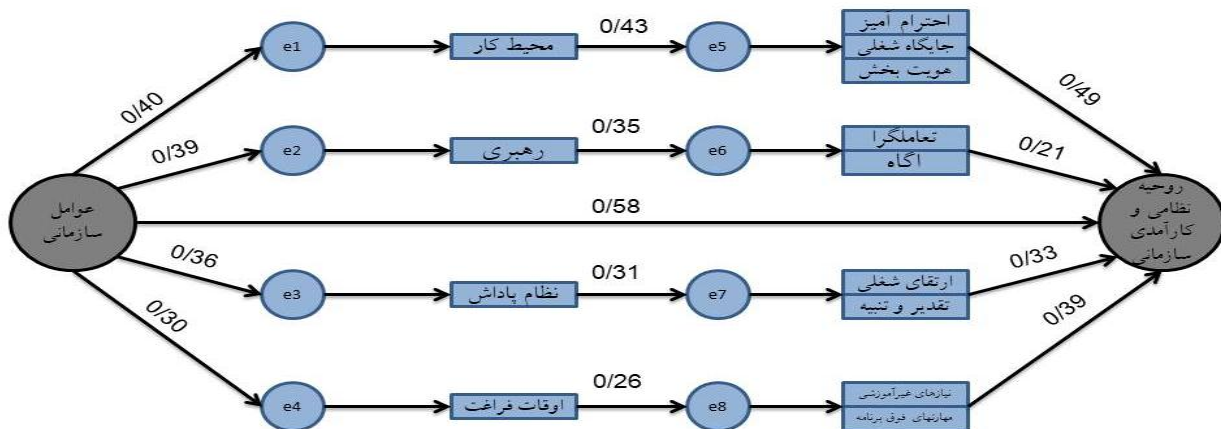 0/40
e1
محیط کار
0/43
e5
احترام آمیز
جایگاه شغلی
هویت بخش
0/49
0/39
e2
رهبری
0/35
e6
تعاملگرا
اگاه
0/21
عوامل
سازمانی
0/58
روحیه
نظامی و
کارآمدی
سازمانی
0/36
e3
نظام پاداش
0/31
e7
ارتقای شغلی
تقدیر و تنبیه
0/33
0/30
e4
اوقات فراغت
0/26
e8
نیازهای غیرآموزشی
مهارتهای فوق برنامه
0/39